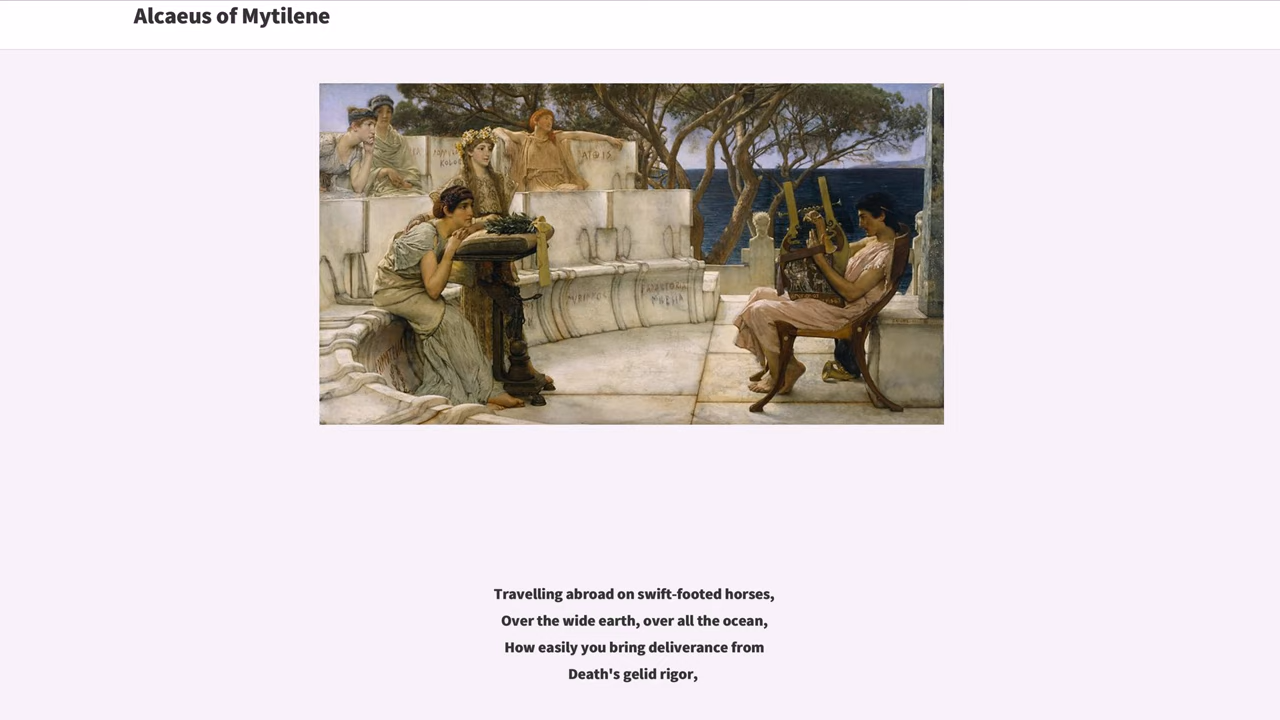 Alcaeus of Mytilene
Travelling abroad on swift-footed horses,
Over the wide earth, over all the ocean,
How easily you bring deliverance from
Death's gelid rigor,